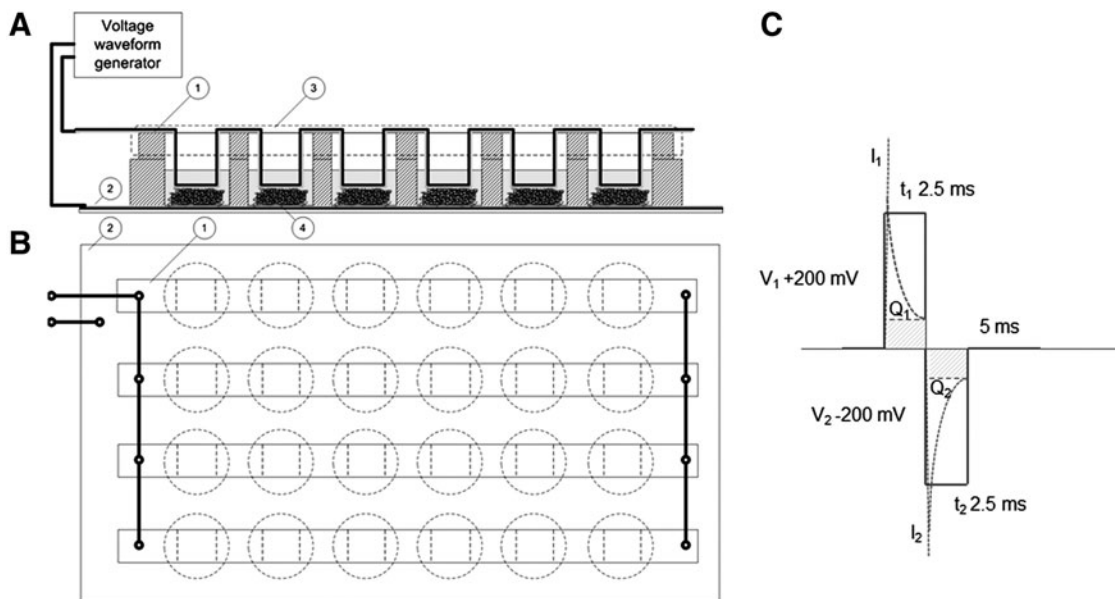 A
Voltage
waveform
generator
1
3
2
4
B
2
1
C
I₁
t₁ 2.5 ms
V₁ +200 mV
Q₁
5 ms
Q₂
V₂ -200 mV
t₂ 2.5 ms
I₂